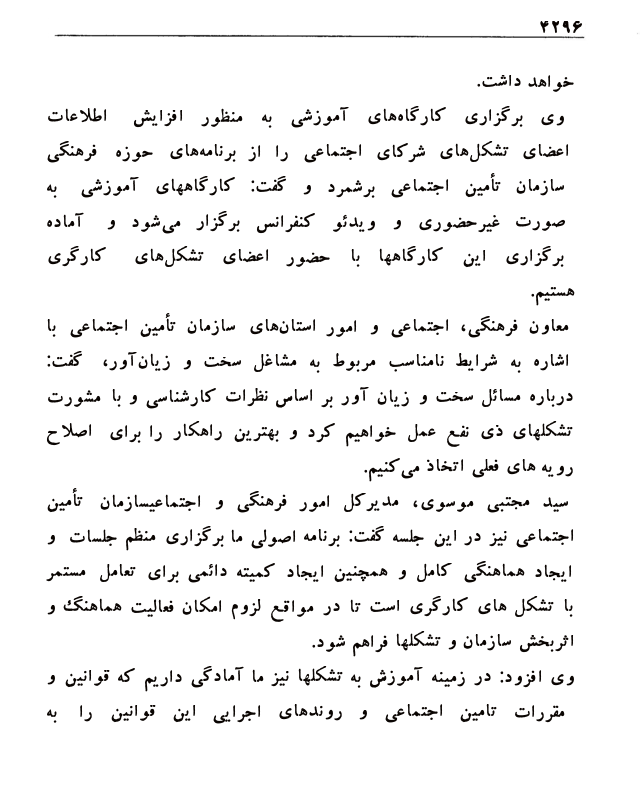 ۴۲۹۶
خواهد داشت.
وی برگزاری کارگاه‌های آموزشی به منظور افزایش اطلاعات
اعضای تشکل‌های شرکای اجتماعی را از برنامه‌های حوزه فرهنگی
سازمان تأمین اجتماعی برشمرد و گفت: کارگاههای آموزشی به
صورت غیرحضوری و ویدئو کنفرانس برگزار می‌شود و آماده
برگزاری این کارگاهها با حضور اعضای تشکل‌های کارگری
هستیم.
معاون فرهنگی، اجتماعی و امور استان‌های سازمان تأمین اجتماعی با
اشاره به شرایط نامناسب مربوط به مشاغل سخت و زیان‌آور، گفت:
درباره مسائل سخت و زیان آور بر اساس نظرات کارشناسی و با مشورت
تشکلهای ذی نفع عمل خواهیم کرد و بهترین راهکار را برای اصلاح
رویه های فعلی اتخاذ می‌کنیم.
سید مجتبی موسوی، مدیرکل امور فرهنگی و اجتماعیسازمان تأمین
اجتماعی نیز در این جلسه گفت: برنامه اصولی ما برگزاری منظم جلسات و
ایجاد هماهنگی کامل و همچنین ایجاد کمیته دائمی برای تعامل مستمر
با تشکل های کارگری است تا در مواقع لزوم امکان فعالیت هماهنگ و
اثربخش سازمان و تشکلها فراهم شود.
وی افزود: در زمینه آموزش به تشکلها نیز ما آمادگی داریم که قوانین و
مقررات تامین اجتماعی و روندهای اجرایی این قوانین را به